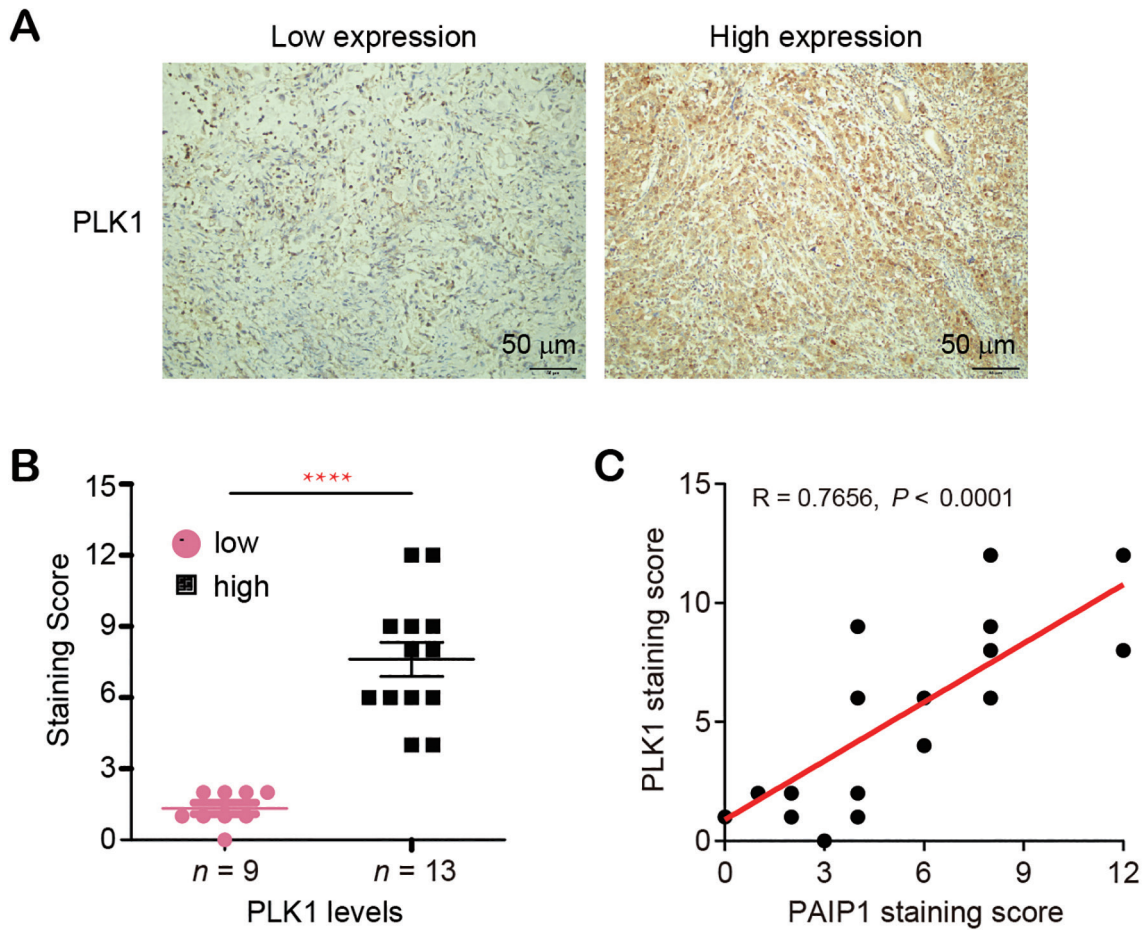 A
Low expression
High expression
PLK1
50 μm
50 μm
B
****
15
12
9
6
3
0
Staining Score
low
high
n = 9
n = 13
PLK1 levels
C
R = 0.7656, P < 0.0001
15
10
5
0
PLK1 staining score
0 3 6 9 12
PAIP1 staining score